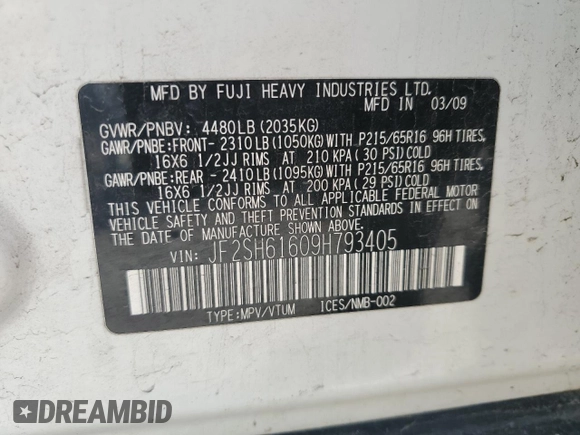 MFD BY FUJI HEAVY INDUSTRIES LTD.
MFD IN 03/09
GVWR/PNBV: 4480LB(2035KG)
GAWR/PNBE:FRONT- 2310LB(1050KG)WITH P215/65R16 96H TIRES,
16X6 1/2JJ RIMS AT 210 KPA(30 PSI)COLD
GAWR/PNBE:REAR - 2410LB(1095KG)WITH P215/65R16 96H TIRES,
16X6 1/2JJ RIMS AT 200 KPA(29 PSI)COLD
THIS VEHICLE CONFORMS TO ALL APPLICABLE FEDERAL MOTOR
VEHICLE SAFETY AND THEFT PREVENTION STANDARDS IN EFFECT
ON THE DATE OF MANUFACTURE SHOWN ABOVE.
VIN: JF2SH61609H793405
TYPE:MPV/VTUM ICES/NMB-002
DREAMBID